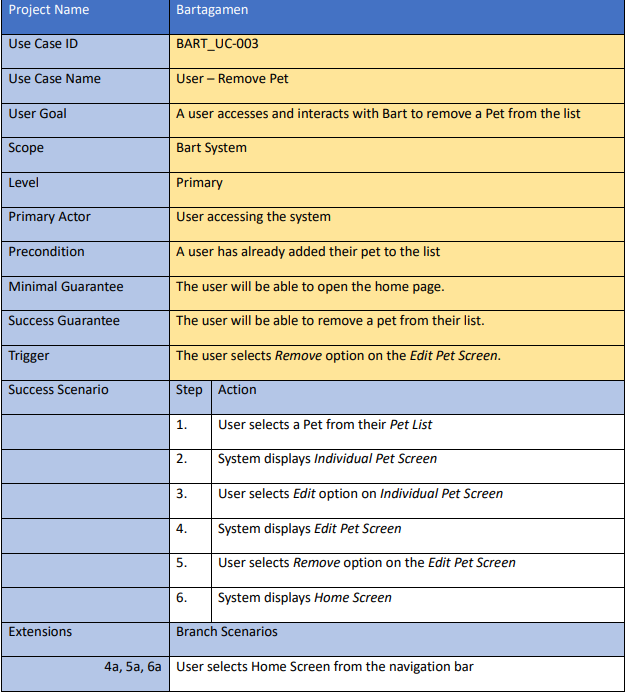 Project Name Bartagamen
Use Case ID BART_UC-003
Use Case Name User – Remove Pet
User Goal A user accesses and interacts with Bart to remove a Pet from the list
Scope Bart System
Level Primary
Primary Actor User accessing the system
Precondition A user has already added their pet to the list
Minimal Guarantee The user will be able to open the home page.
Success Guarantee The user will be able to remove a pet from their list.
Trigger The user selects Remove option on the Edit Pet Screen.
Success Scenario Step Action
1. User selects a Pet from their Pet List
2. System displays Individual Pet Screen
3. User selects Edit option on Individual Pet Screen
4. System displays Edit Pet Screen
5. User selects Remove option on the Edit Pet Screen
6. System displays Home Screen
Extensions Branch Scenarios
4a, 5a, 6a User selects Home Screen from the navigation bar